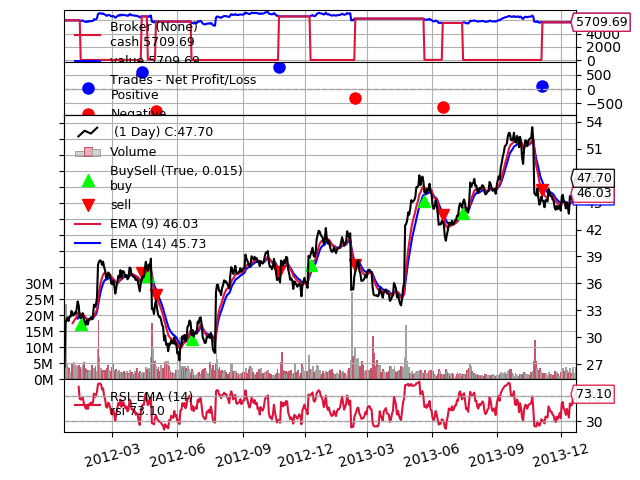 Broker (None)
cash 5709.69
value 5709.69
5709.69
4000
2000
0
Trades - Net Profit/Loss
Positive
Negative
500
0
−500
(1 Day) C:47.70
Volume
BuySell (True, 0.015)
buy
sell
EMA (9) 46.03
EMA (14) 45.73
54
51
47.70
46.03
42
39
36
33
30
27
30M
25M
20M
15M
10M
5M
0M
RSI_EMA (14)
rsi 73.10
73.10
30
2012-03
2012-06
2012-09
2012-12
2013-03
2013-06
2013-09
2013-12